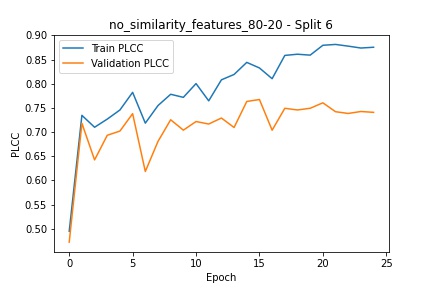 no_similarity_features_80-20 - Split 6
Train PLCC
Validation PLCC
PLCC
0.90
0.85
0.80
0.75
0.70
0.65
0.60
0.55
0.50
0 5 10 15 20 25
Epoch